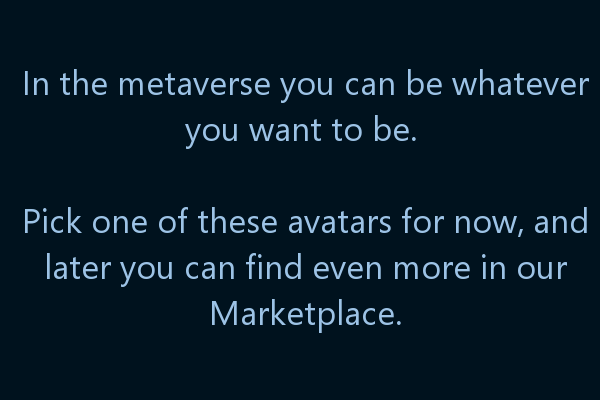 In the metaverse you can be whatever
you want to be.
Pick one of these avatars for now, and
later you can find even more in our
Marketplace.